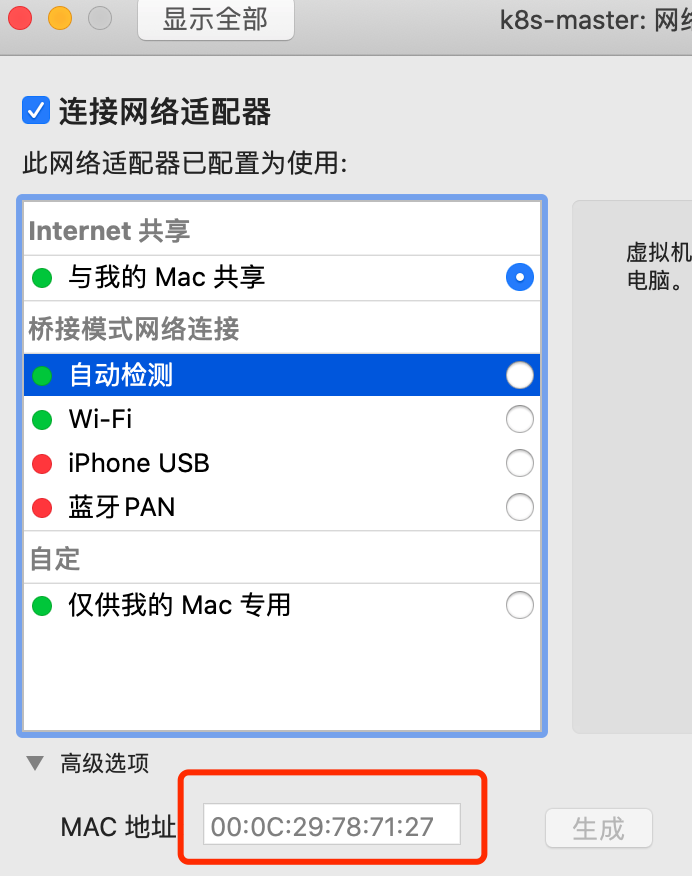 显示全部
k8s-master: 网络
连接网络适配器
此网络适配器已配置为使用:
Internet 共享
与我的 Mac 共享
桥接模式网络连接
自动检测
Wi-Fi
iPhone USB
蓝牙 PAN
自定
仅供我的 Mac 专用
虚拟机
电脑。
高级选项
MAC 地址
00:0C:29:78:71:27
生成